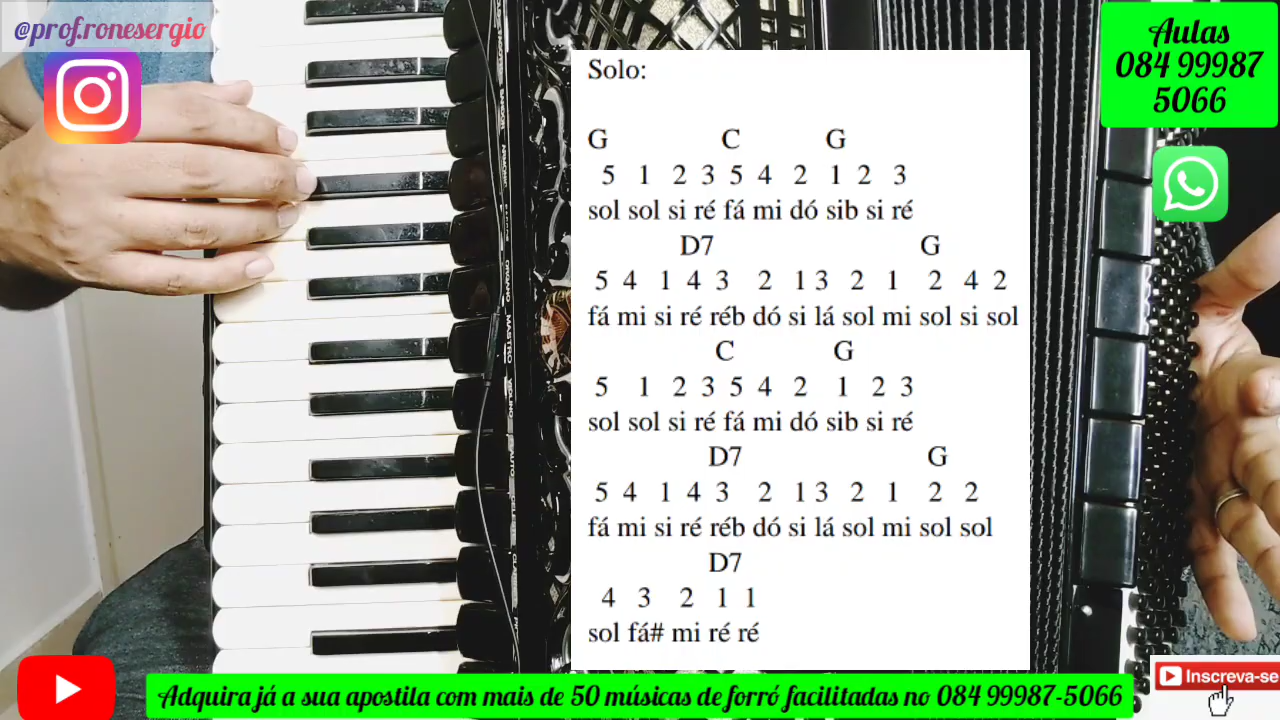 @prof.ronesergio
Aulas
084 99987
5066
Solo:
G C G
5 1 2 3 5 4 2 1 2 3
sol sol si ré fá mi dó sib si ré
D7 G
5 4 1 4 3 2 1 3 2 1 2 4 2
fá mi si ré réb dó si lá sol mi sol si sol
C G
5 1 2 3 5 4 2 1 2 3
sol sol si ré fá mi dó sib si ré
D7 G
5 4 1 4 3 2 1 3 2 1 2 2
fá mi si ré réb dó si lá sol mi sol sol
D7
4 3 2 1 1
sol fá# mi ré ré
Inscreva-se
Adquira já a sua apostila com mais de 50 músicas de forró facilitadas no 084 99987-5066